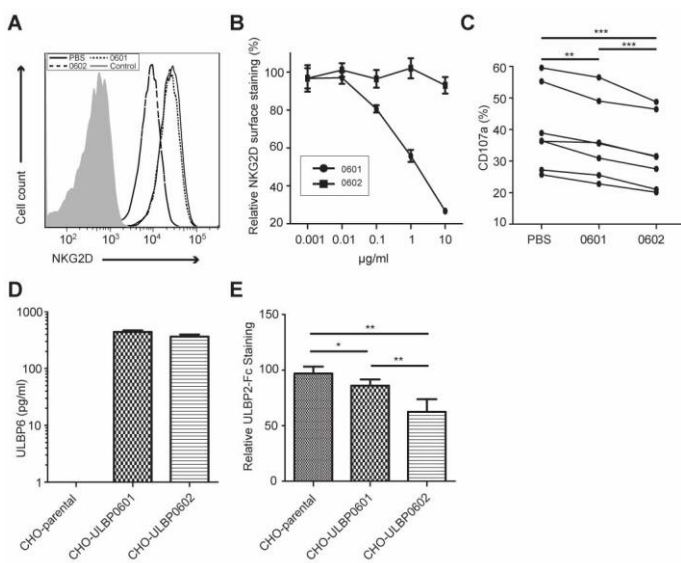 A
PBS 0601
0602 Control
Cell count
10² 10³ 10⁴ 10⁵
NKG2D
B
Relative NKG2D surface staining (%)
120
100
80
60
40
20
0601
0602
0.001 0.01 0.1 1 10
µg/ml
C
***
** ***
CD107a (%)
60
50
40
30
20
10
0
PBS 0601 0602
D
ULBP6 (pg/ml)
1000
100
10
1
CHO-parental
CHO-ULBP0601
CHO-ULBP0602
E
Relative ULBP2-Fc Staining
150
100
50
0
**
* **
CHO-parental
CHO-ULBP0601
CHO-ULBP0602